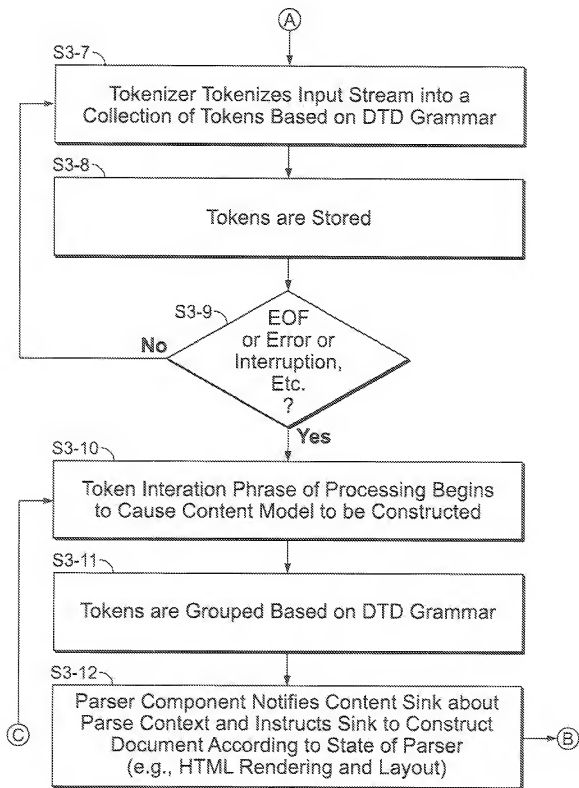 A
S3-7
Tokenizer Tokenizes Input Stream into a
Collection of Tokens Based on DTD Grammar
S3-8
Tokens are Stored
S3-9
EOF
or Error or
Interruption,
Etc.
?
No
Yes
S3-10
Token Interation Phrase of Processing Begins
to Cause Content Model to be Constructed
S3-11
Tokens are Grouped Based on DTD Grammar
S3-12
Parser Component Notifies Content Sink about
Parse Context and Instructs Sink to Construct
Document According to State of Parser
(e.g., HTML Rendering and Layout)
C
B